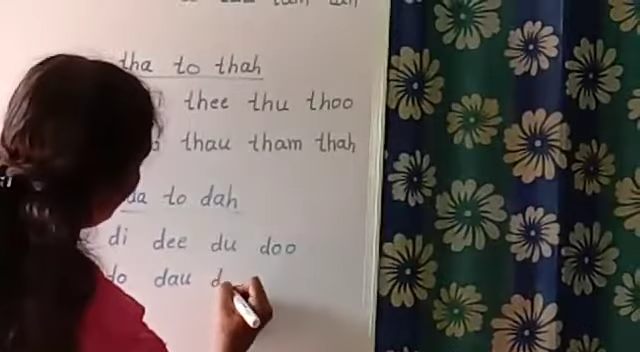 tha to thah
thee thu thoo
thau tham thah
da to dah
di dee du doo
do dau d